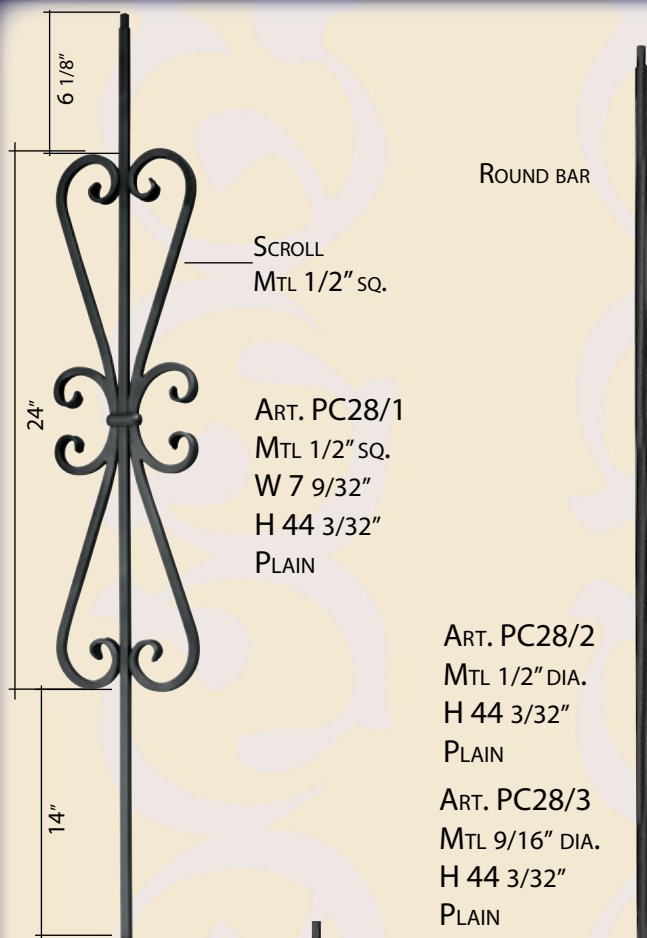 6 1/8"
ROUND BAR
SCROLL
MTL 1/2" SQ.
24"
ART. PC28/1
MTL 1/2" SQ.
W 7 9/32"
H 44 3/32"
PLAIN
ART. PC28/2
MTL 1/2" DIA.
H 44 3/32"
PLAIN
14"
ART. PC28/3
MTL 9/16" DIA.
H 44 3/32"
PLAIN